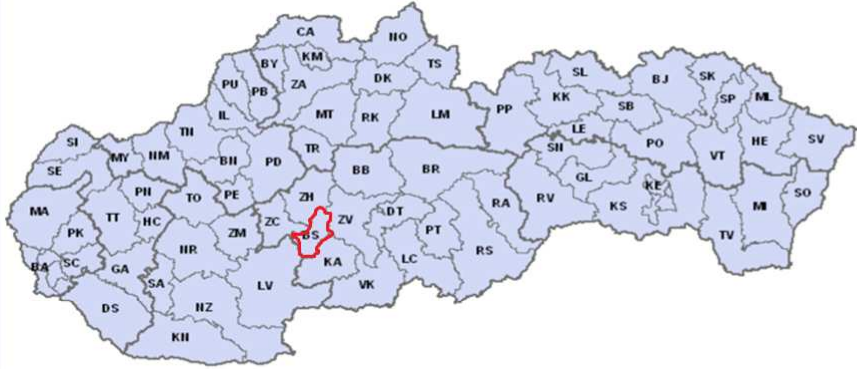 CA
NO
BY
KM
TS
PU
PB
ZA
DK
SL
BJ
SK
IL
MT
RK
LM
PP
KK
SB
SP
ML
SI
TN
LE
MY
NM
BN
PD
TR
SN
PO
VT
HE
SV
SE
BB
BR
GL
PN
PE
ZH
RV
KE
MA
TT
HC
TO
RA
KS
MI
SO
PK
ZM
ZC
BS
ZV
DT
PT
TV
BA
SC
GA
NR
KA
LC
RS
SA
LV
VK
DS
NZ
KN